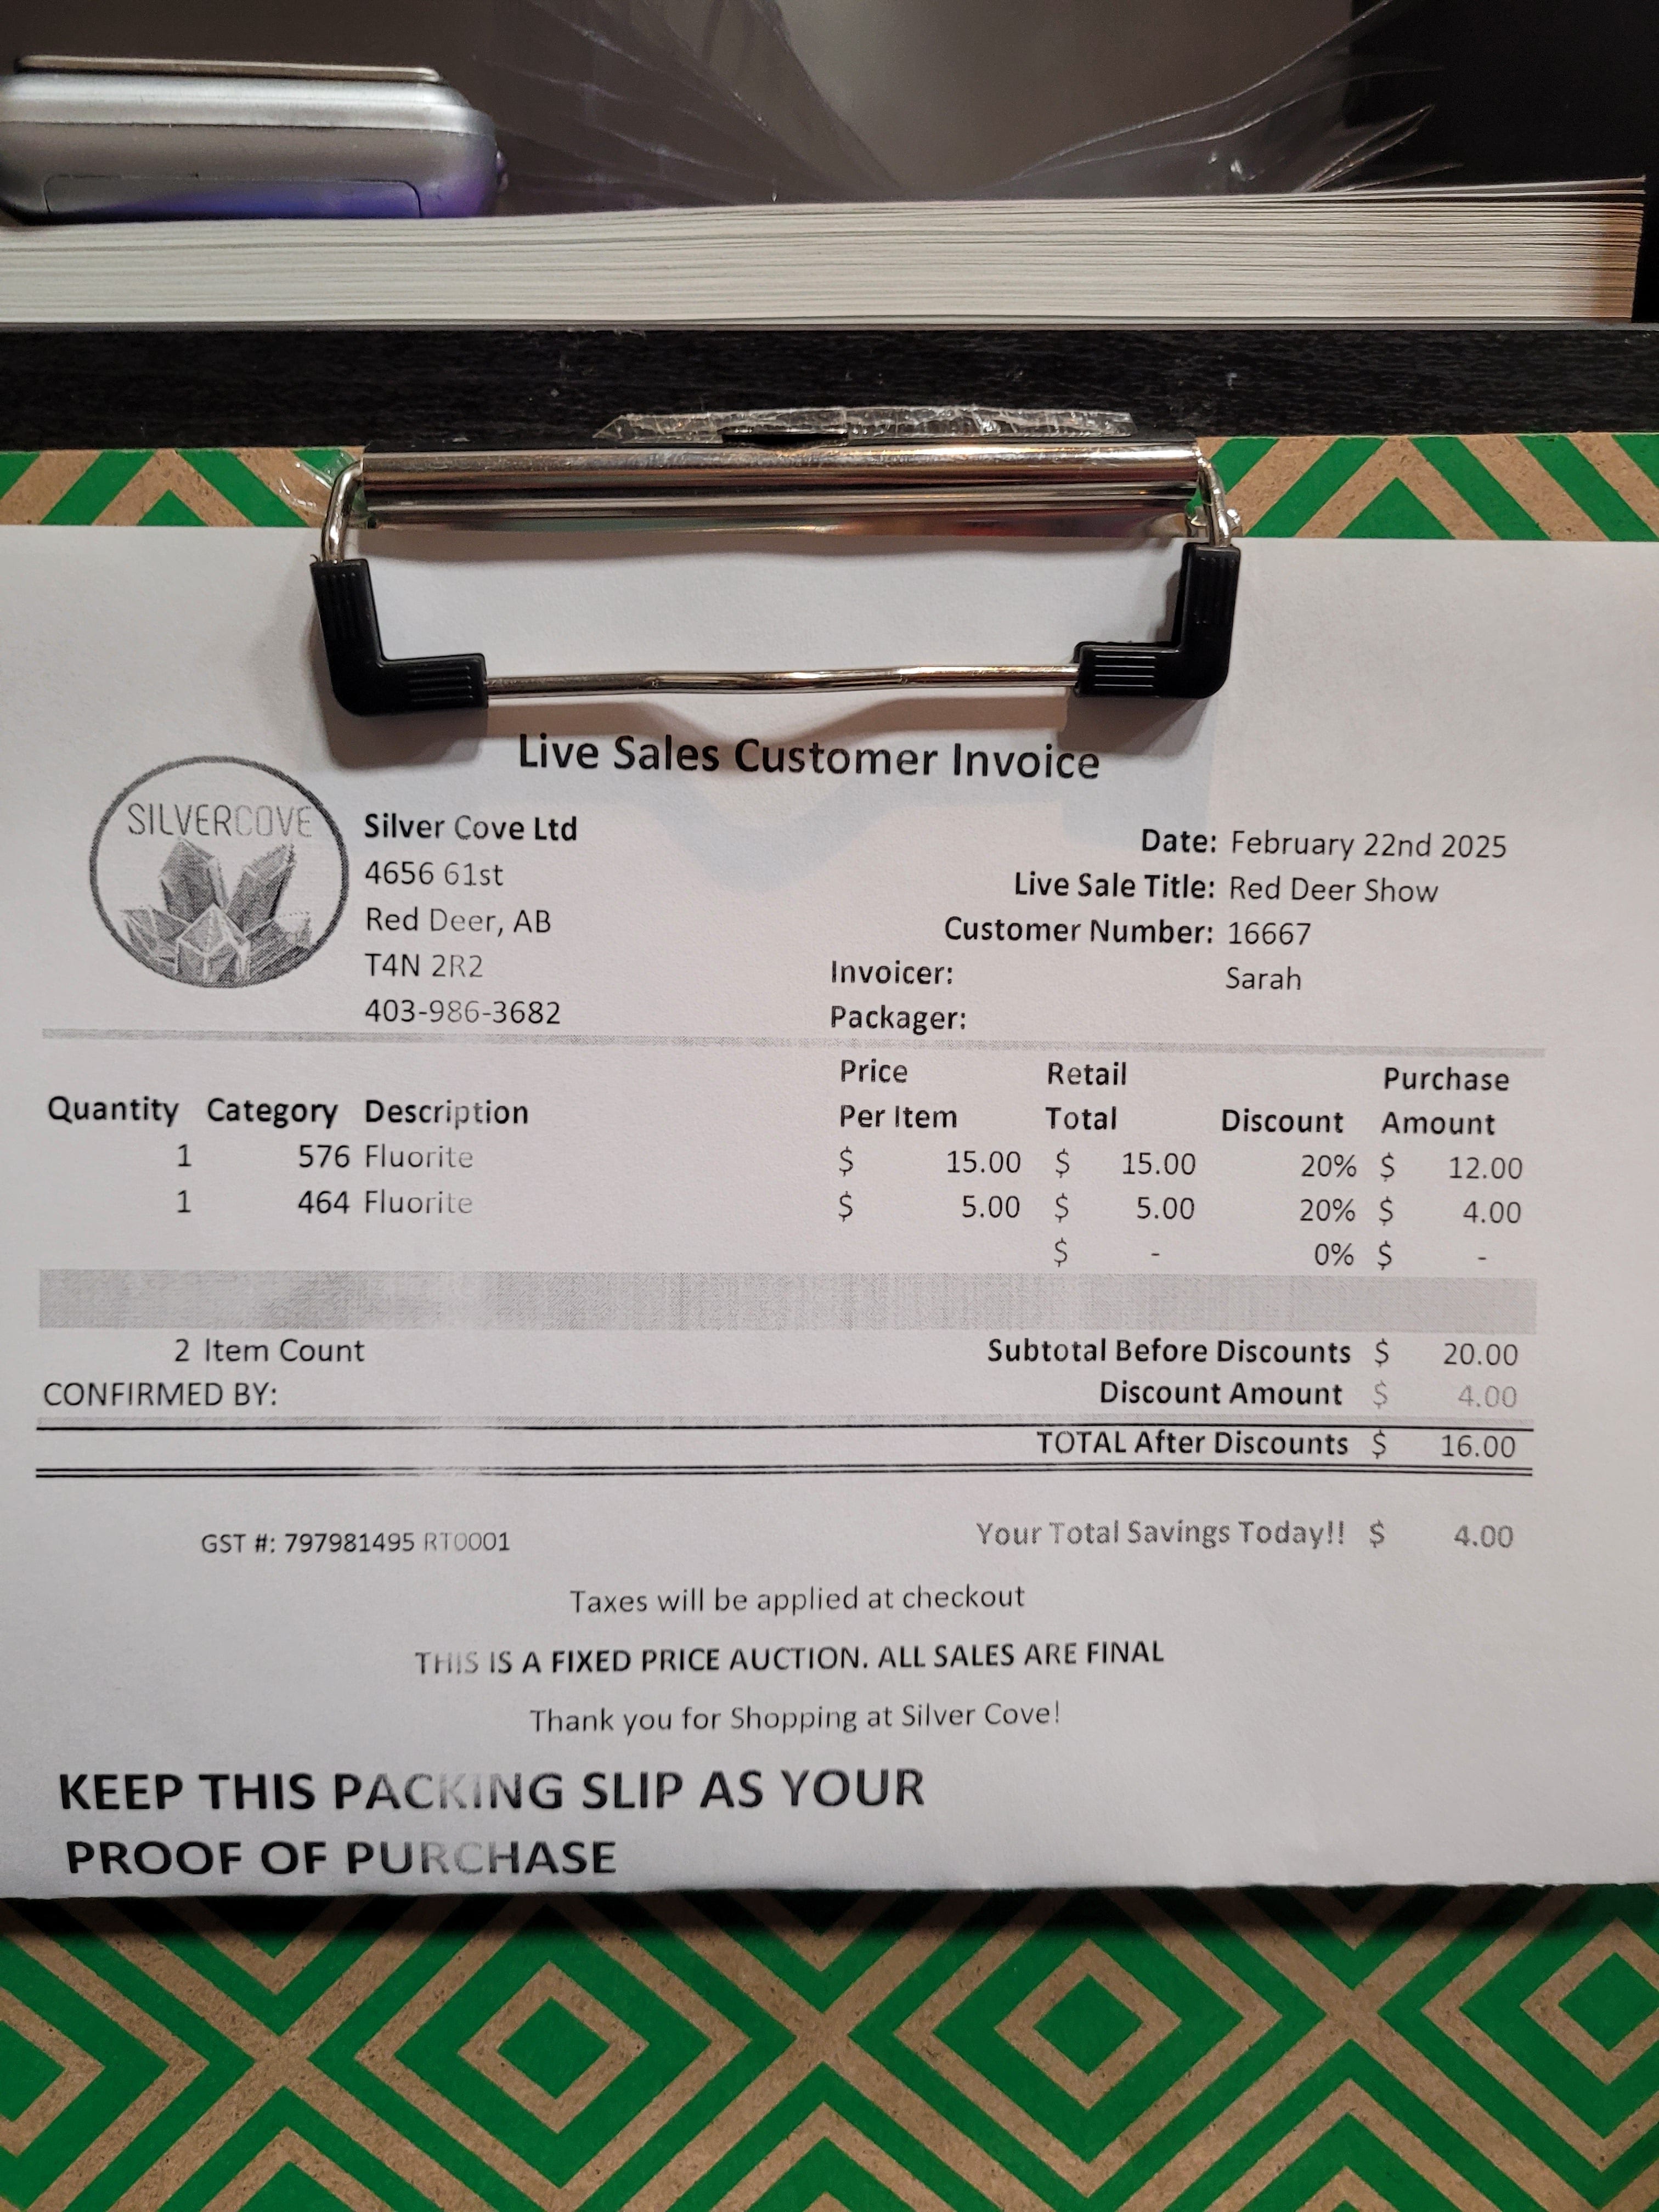 Live Sales Customer Invoice
SILVERCOVE
Silver Cove Ltd
4656 61st
Red Deer, AB
T4N 2R2
403-986-3682
Date: February 22nd 2025
Live Sale Title: Red Deer Show
Customer Number: 16667
Invoicer: Sarah
Packager:
Quantity Category Description Price Per Item Retail Total Discount Purchase Amount
1 576 Fluorite $ 15.00 $ 15.00 20% $ 12.00
1 464 Fluorite $ 5.00 $ 5.00 20% $ 4.00
$ - 0% $ -
2 Item Count Subtotal Before Discounts $ 20.00
CONFIRMED BY: Discount Amount $ 4.00
TOTAL After Discounts $ 16.00
GST #: 797981495 RT0001 Your Total Savings Today!! $ 4.00
Taxes will be applied at checkout
THIS IS A FIXED PRICE AUCTION. ALL SALES ARE FINAL
Thank you for Shopping at Silver Cove!
KEEP THIS PACKING SLIP AS YOUR
PROOF OF PURCHASE